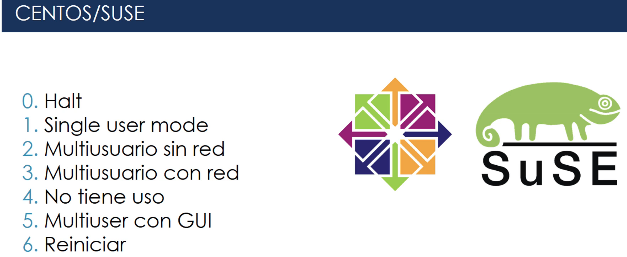 CENTOS/SUSE
0. Halt
1. Single user mode
2. Multiusuario sin red
3. Multiusuario con red
4. No tiene uso
5. Multiuser con GUI
6. Reiniciar
SuSE